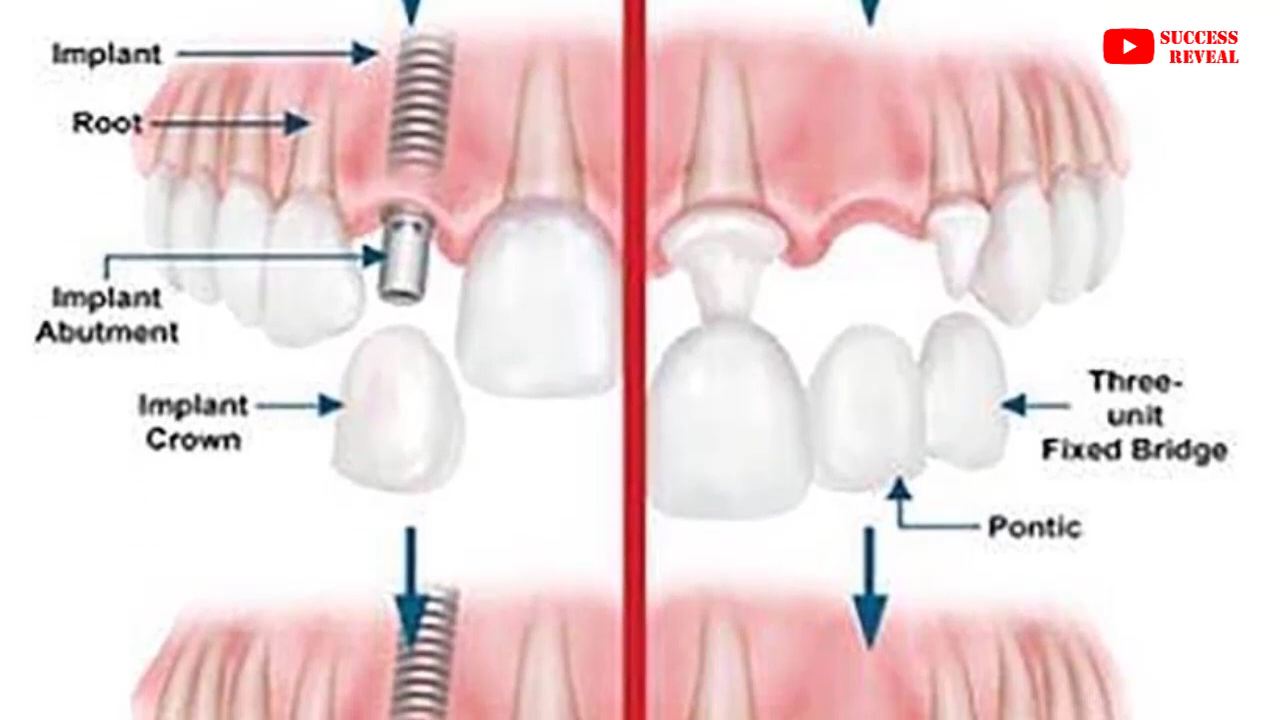 SUCCESS
REVEAL
Implant
Root
Implant
Abutment
Implant
Crown
Three-
unit
Fixed Bridge
Pontic